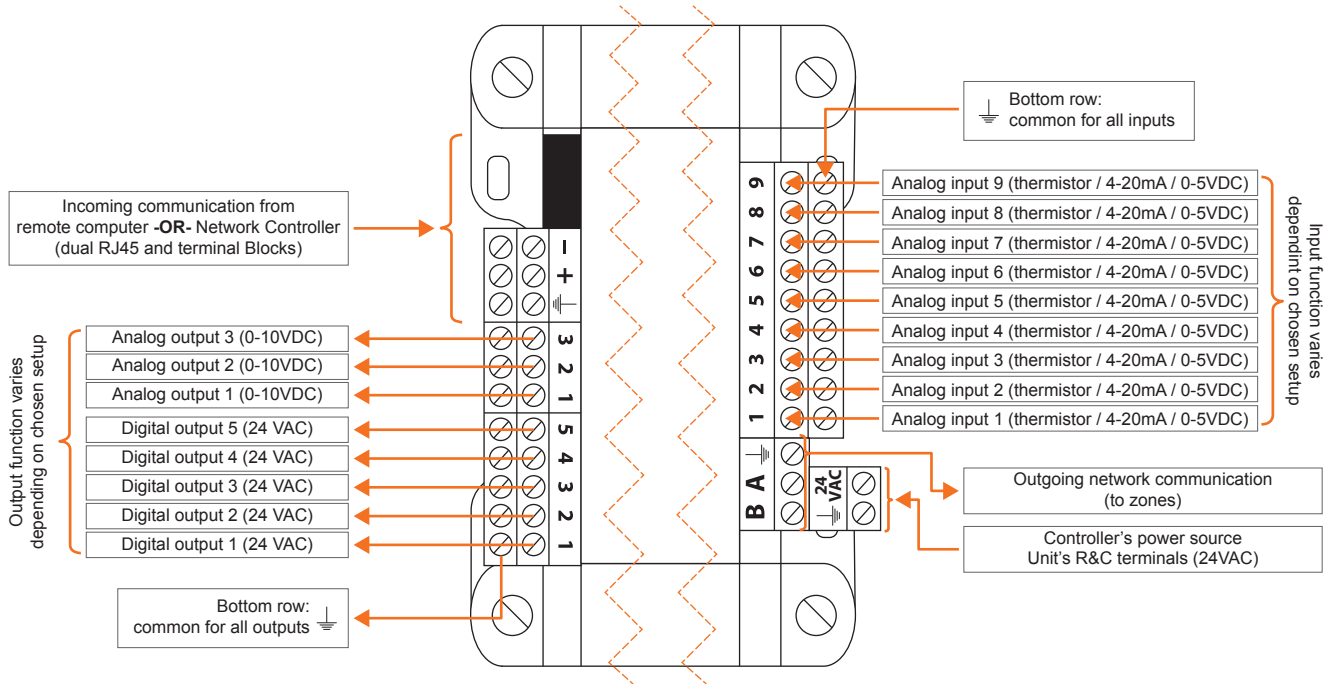 Bottom row:
common for all inputs
Incoming communication from
remote computer -OR- Network Controller
(dual RJ45 and terminal Blocks)
-
+
3
2
1
5
4
3
2
1
Analog output 3 (0-10VDC)
Analog output 2 (0-10VDC)
Analog output 1 (0-10VDC)
Digital output 5 (24 VAC)
Digital output 4 (24 VAC)
Digital output 3 (24 VAC)
Digital output 2 (24 VAC)
Digital output 1 (24 VAC)
Output function varies
depending on chosen setup
Bottom row:
common for all outputs
9
8
7
6
5
4
3
2
1
A
B
24
VAC
Analog input 9 (thermistor / 4-20mA / 0-5VDC)
Analog input 8 (thermistor / 4-20mA / 0-5VDC)
Analog input 7 (thermistor / 4-20mA / 0-5VDC)
Analog input 6 (thermistor / 4-20mA / 0-5VDC)
Analog input 5 (thermistor / 4-20mA / 0-5VDC)
Analog input 4 (thermistor / 4-20mA / 0-5VDC)
Analog input 3 (thermistor / 4-20mA / 0-5VDC)
Analog input 2 (thermistor / 4-20mA / 0-5VDC)
Analog input 1 (thermistor / 4-20mA / 0-5VDC)
Input function varies
dependint on chosen setup
Outgoing network communication
(to zones)
Controller's power source
Unit's R&C terminals (24VAC)